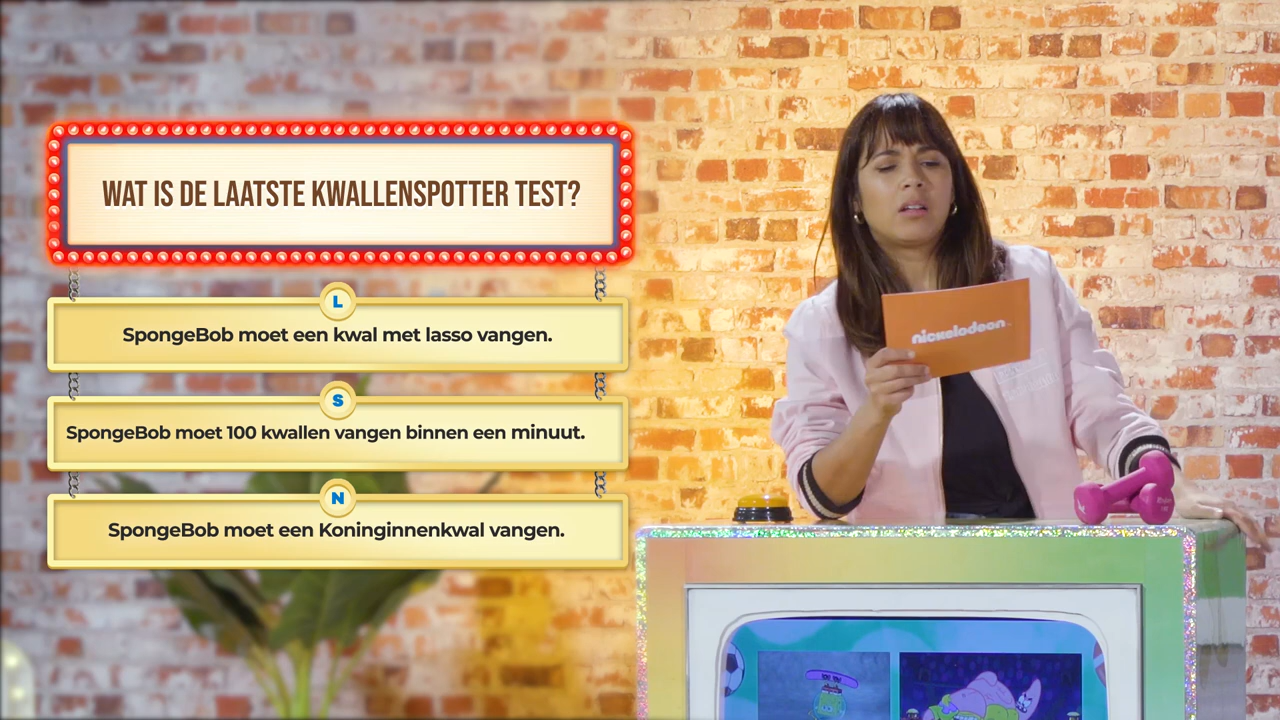 WAT IS DE LAATSTE KWALLENSPOTTER TEST?
L
SpongeBob moet een kwal met lasso vangen.
S
SpongeBob moet 100 kwallen vangen binnen een minuut.
N
SpongeBob moet een Koninginnenkwal vangen.
nickelodeon